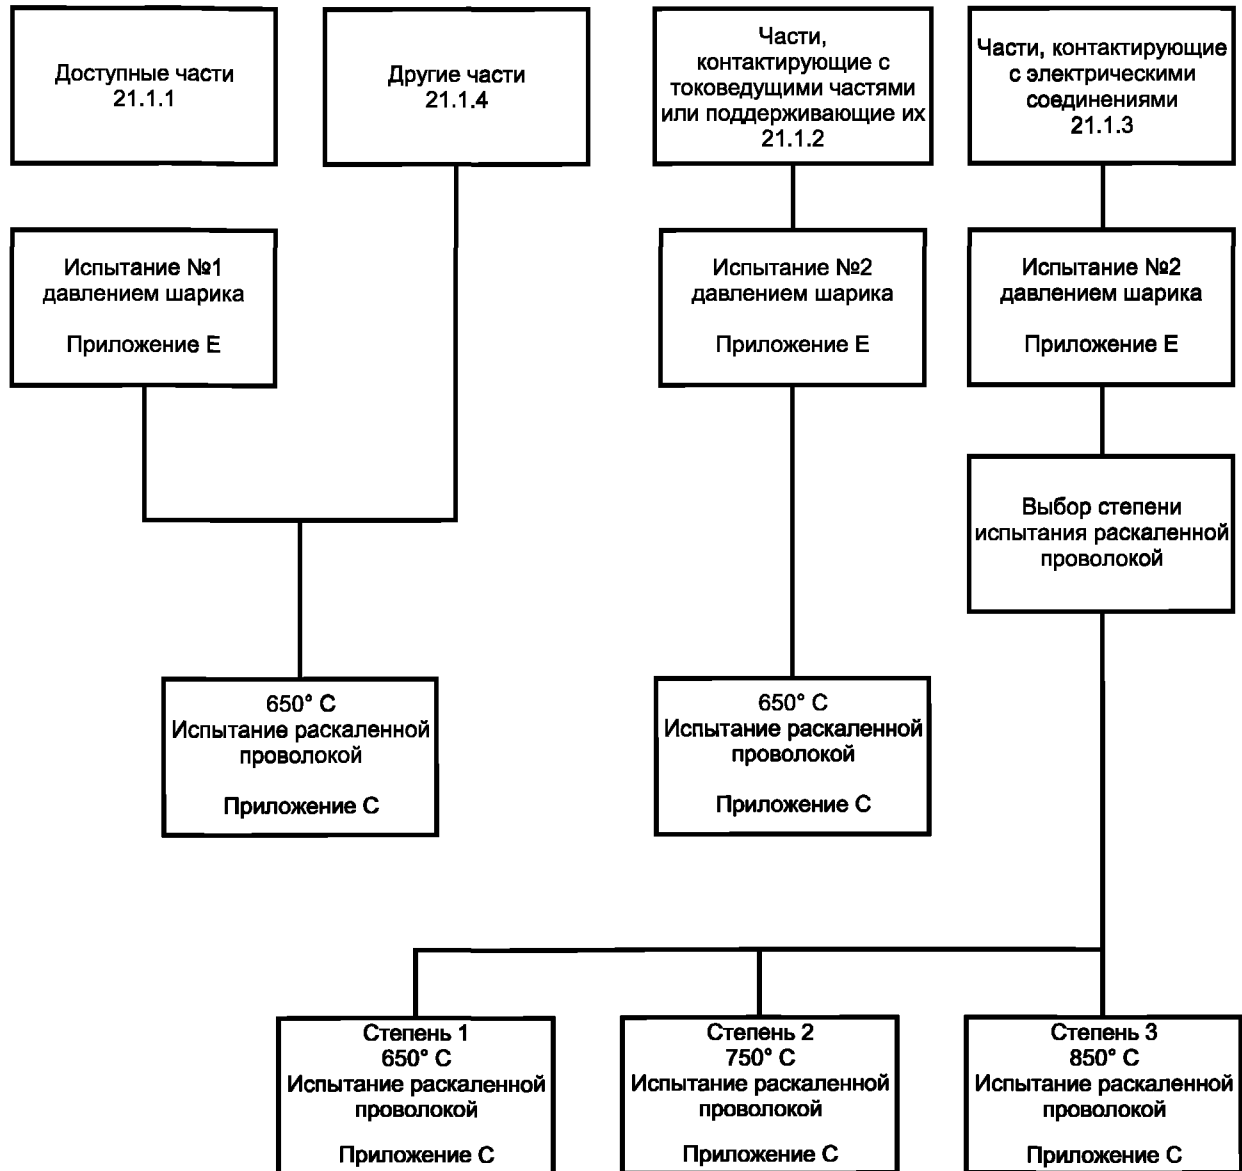 Доступные части
21.1.1
Другие части
21.1.4
Части,
контактирующие с
токоведущими частями
или поддерживающие их
21.1.2
Части, контактирующие
с электрическими
соединениями
21.1.3
Испытание №1
давлением шарика
Приложение Е
Испытание №2
давлением шарика
Приложение Е
Испытание №2
давлением шарика
Приложение Е
Выбор степени
испытания раскаленной
проволокой
650° С
Испытание раскаленной
проволокой
Приложение С
650° С
Испытание раскаленной
проволокой
Приложение С
Степень 1
650° С
Испытание раскаленной
проволокой
Приложение С
Степень 2
750° С
Испытание раскаленной
проволокой
Приложение С
Степень 3
850° С
Испытание раскаленной
проволокой
Приложение С